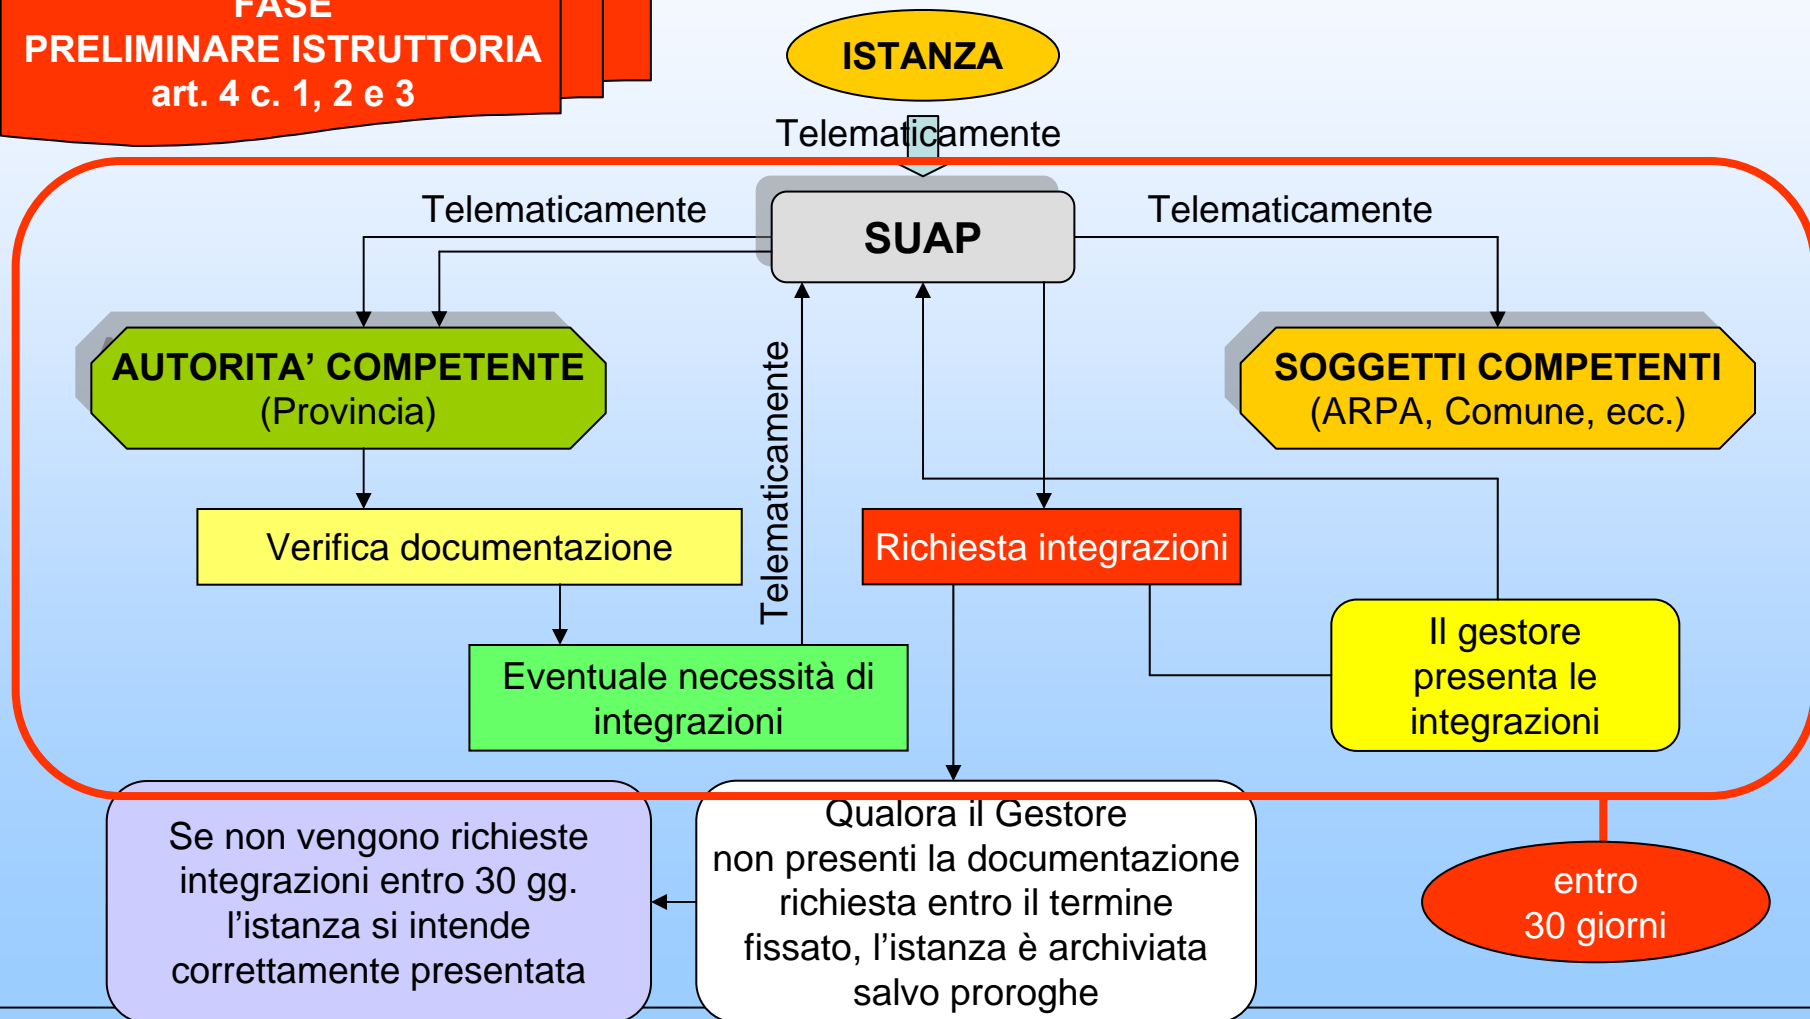 FASE
PRELIMINARE ISTRUTTORIA
art. 4 c. 1, 2 e 3
ISTANZA
Telematicamente
Telematicamente
SUAP
Telematicamente
AUTORITA’ COMPETENTE
(Provincia)
Telematicamente
SOGGETTI COMPETENTI
(ARPA, Comune, ecc.)
Verifica documentazione
Richiesta integrazioni
Eventuale necessità di
integrazioni
Il gestore
presenta le
integrazioni
Se non vengono richieste
integrazioni entro 30 gg.
l’istanza si intende
correttamente presentata
Qualora il Gestore
non presenti la documentazione
richiesta entro il termine
fissato, l’istanza è archiviata
salvo proroghe
entro
30 giorni